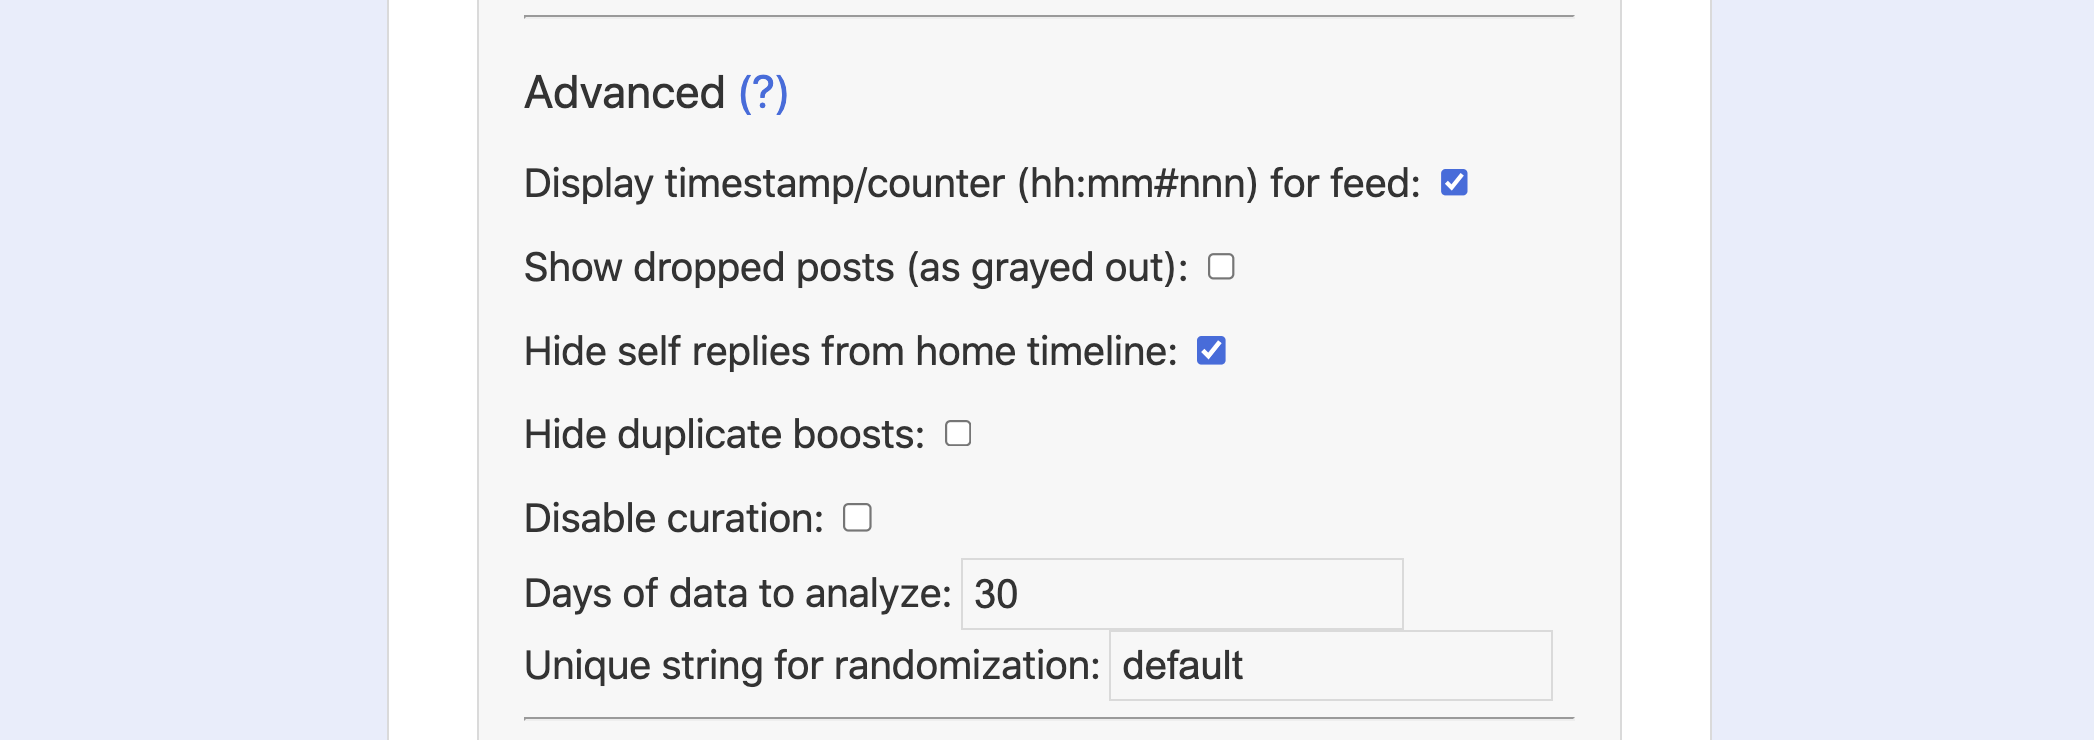 Advanced (?)
Display timestamp/counter (hh:mm#nnn) for feed:
Show dropped posts (as grayed out):
Hide self replies from home timeline:
Hide duplicate boosts:
Disable curation:
Days of data to analyze: 30
Unique string for randomization: default